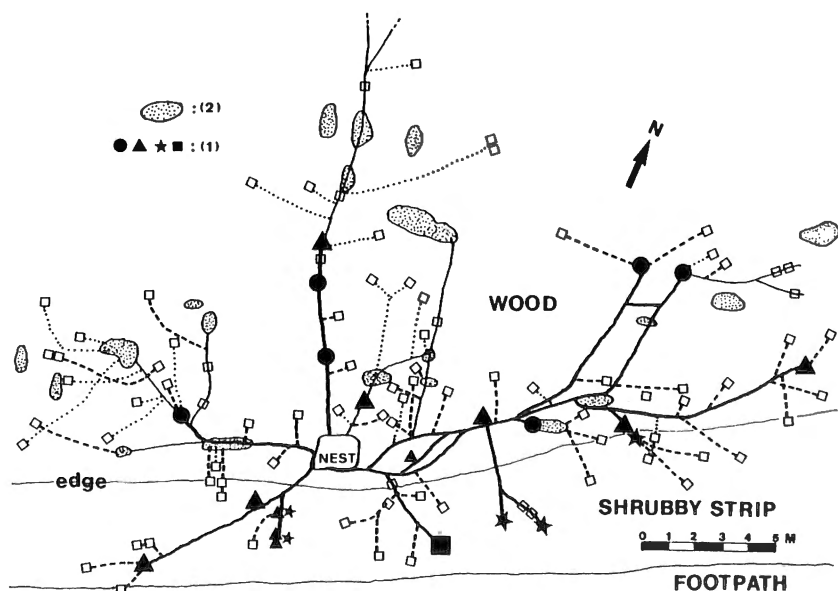 : (2)
: (1)
N
WOOD
NEST
edge
SHRUBBY STRIP
0 1 2 3 4 5 M
FOOTPATH